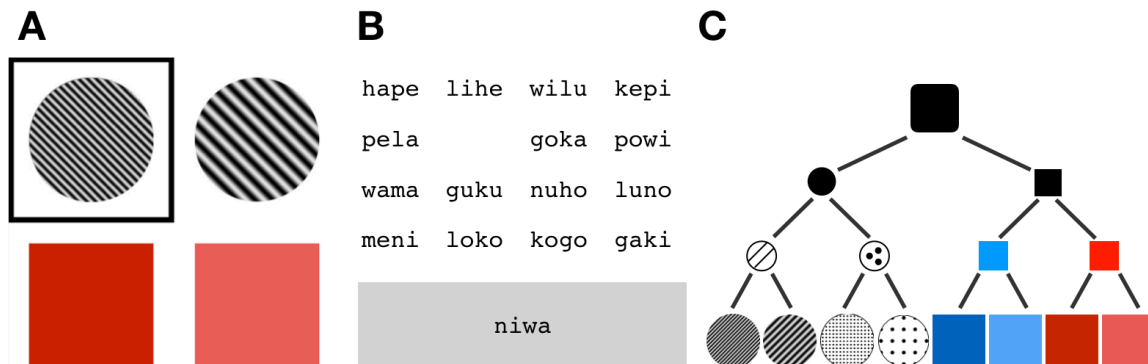 A B C
hape lihe wilu kepi
pela goka powi
wama guku nuho luno
meni loko kogo gaki
niwa